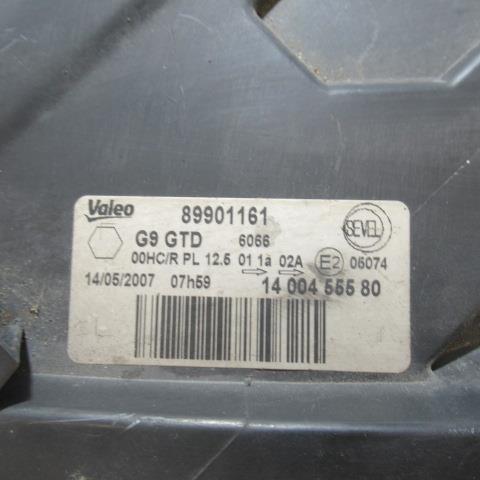 Valeo 89901161 SEVEL
G9 GTD 6066
00HC/R PL 12.5 01 1a 02A E2 06074
14/05/2007 07h59 14 004 555 80